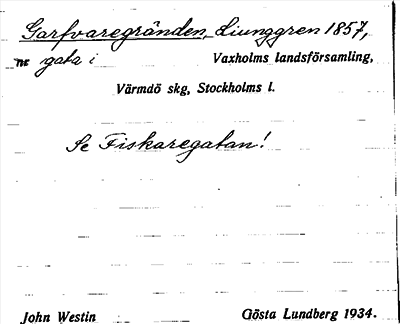 Garfvaregränden, Liunggren 1857,
gata i Vaxholms landsförsamling,
Värmdö skg, Stockholms l.
Se Fiskaregatan!
John Westin Gösta Lundberg 1934.